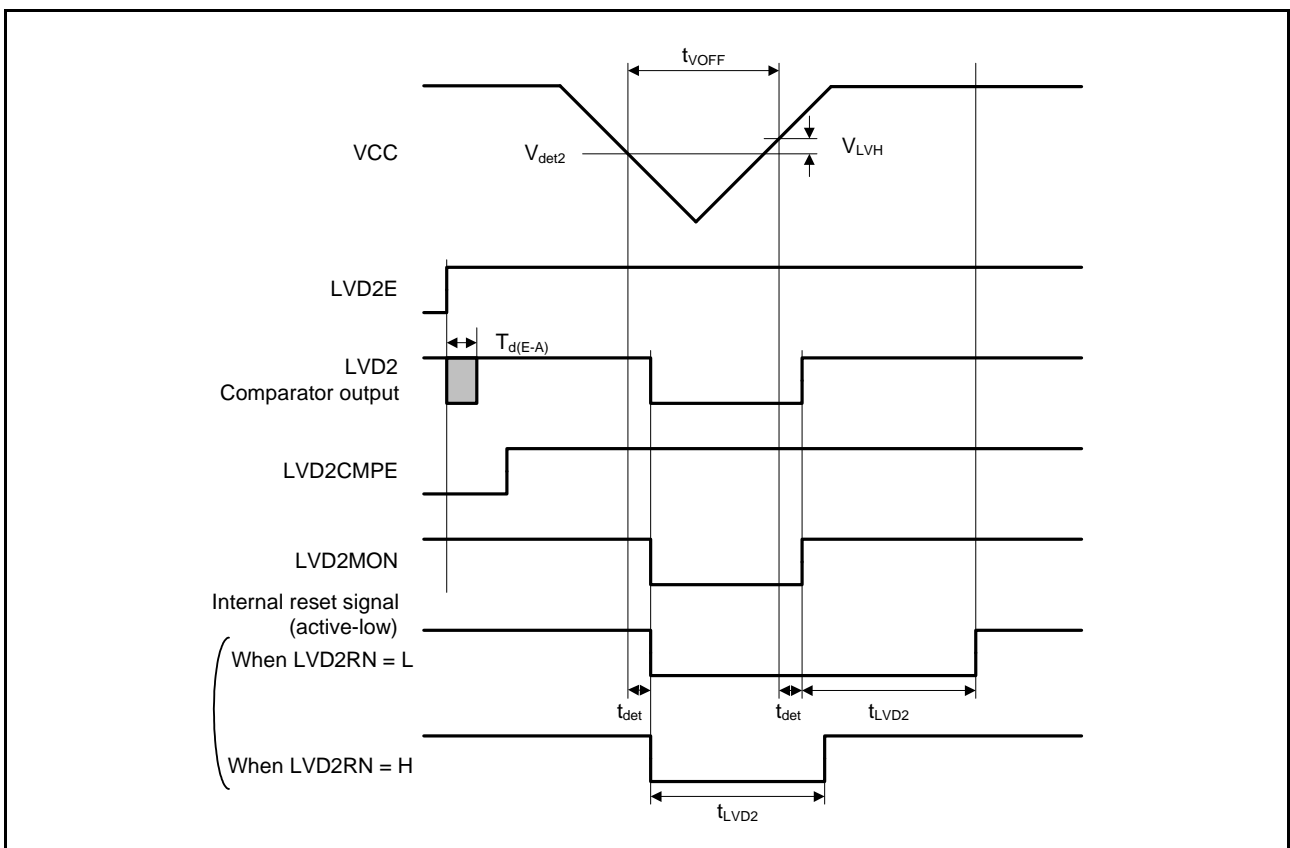 tVOFF
VCC
Vdet2
VLVH
LVD2E
Td(E-A)
LVD2
Comparator output
LVD2CMPE
LVD2MON
Internal reset signal
(active-low)
When LVD2RN = L
tdet
tdet
tLVD2
When LVD2RN = H
tLVD2